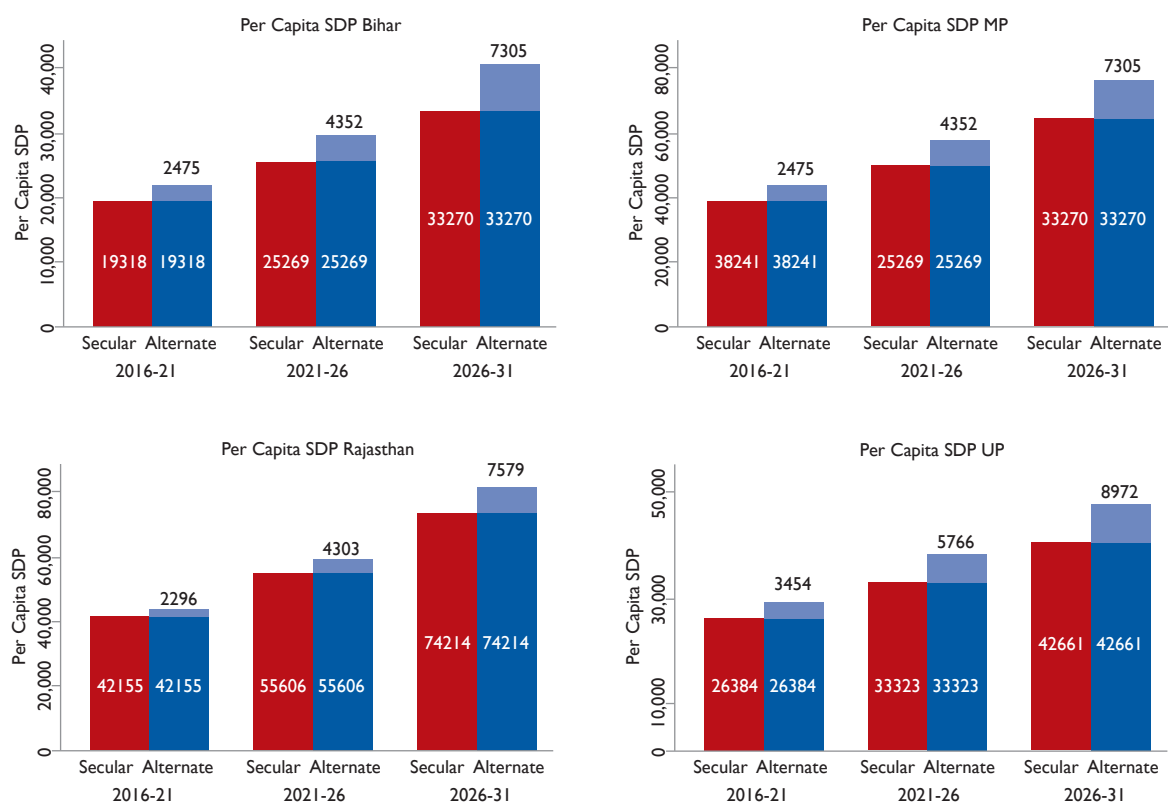 Per Capita SDP Bihar
Per Capita SDP
0
10,000
20,000
30,000
40,000
2475
4352
7305
19318 19318
25269 25269
33270 33270
Secular Alternate Secular Alternate Secular Alternate
2016-21 2021-26 2026-31
Per Capita SDP MP
Per Capita SDP
0
20,000
40,000
60,000
80,000
2475
4352
7305
38241 38241
25269 25269
33270 33270
Secular Alternate Secular Alternate Secular Alternate
2016-21 2021-26 2026-31
Per Capita SDP Rajasthan
Per Capita SDP
0
20,000
40,000
60,000
80,000
2296
4303
7579
42155 42155
55606 55606
74214 74214
Secular Alternate Secular Alternate Secular Alternate
2016-21 2021-26 2026-31
Per Capita SDP UP
Per Capita SDP
0
10,000
30,000
50,000
3454
5766
8972
26384 26384
33323 33323
42661 42661
Secular Alternate Secular Alternate Secular Alternate
2016-21 2021-26 2026-31